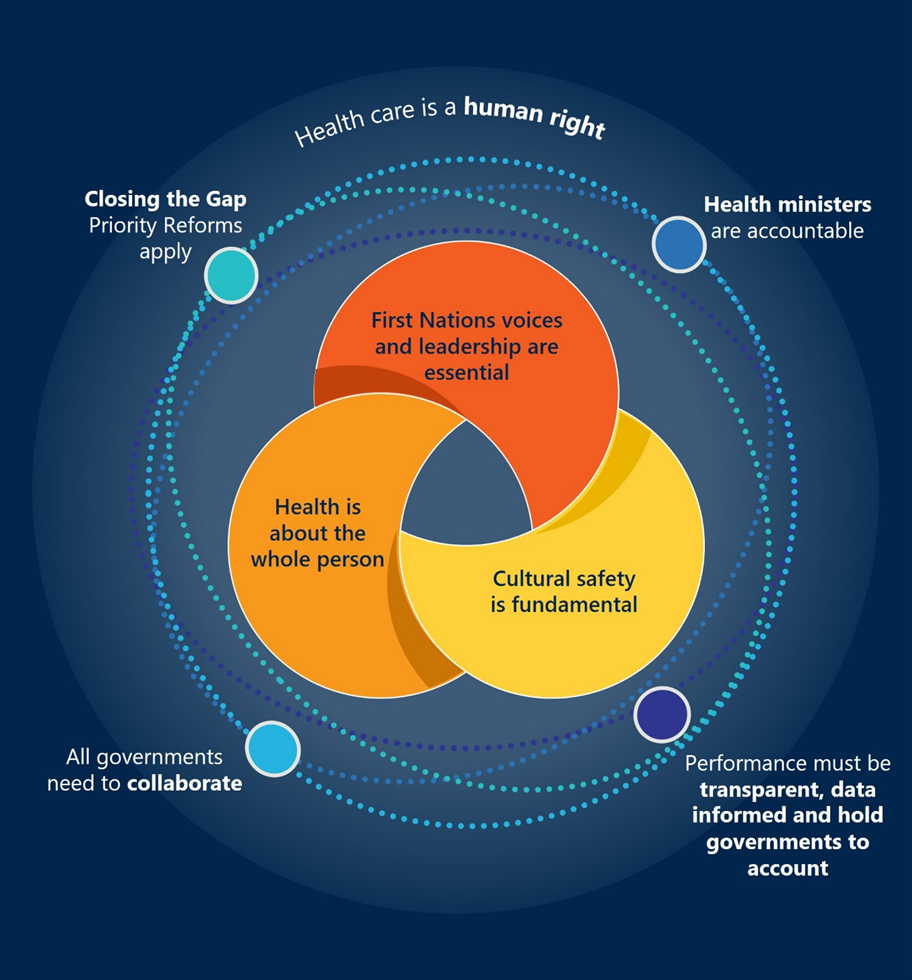 Health care is a human right
Closing the Gap
Priority Reforms
apply
Health ministers
are accountable
First Nations voices
and leadership are
essential
Health is
about the
whole person
Cultural safety
is fundamental
All governments
need to collaborate
Performance must be
transparent, data
informed and hold
governments to
account